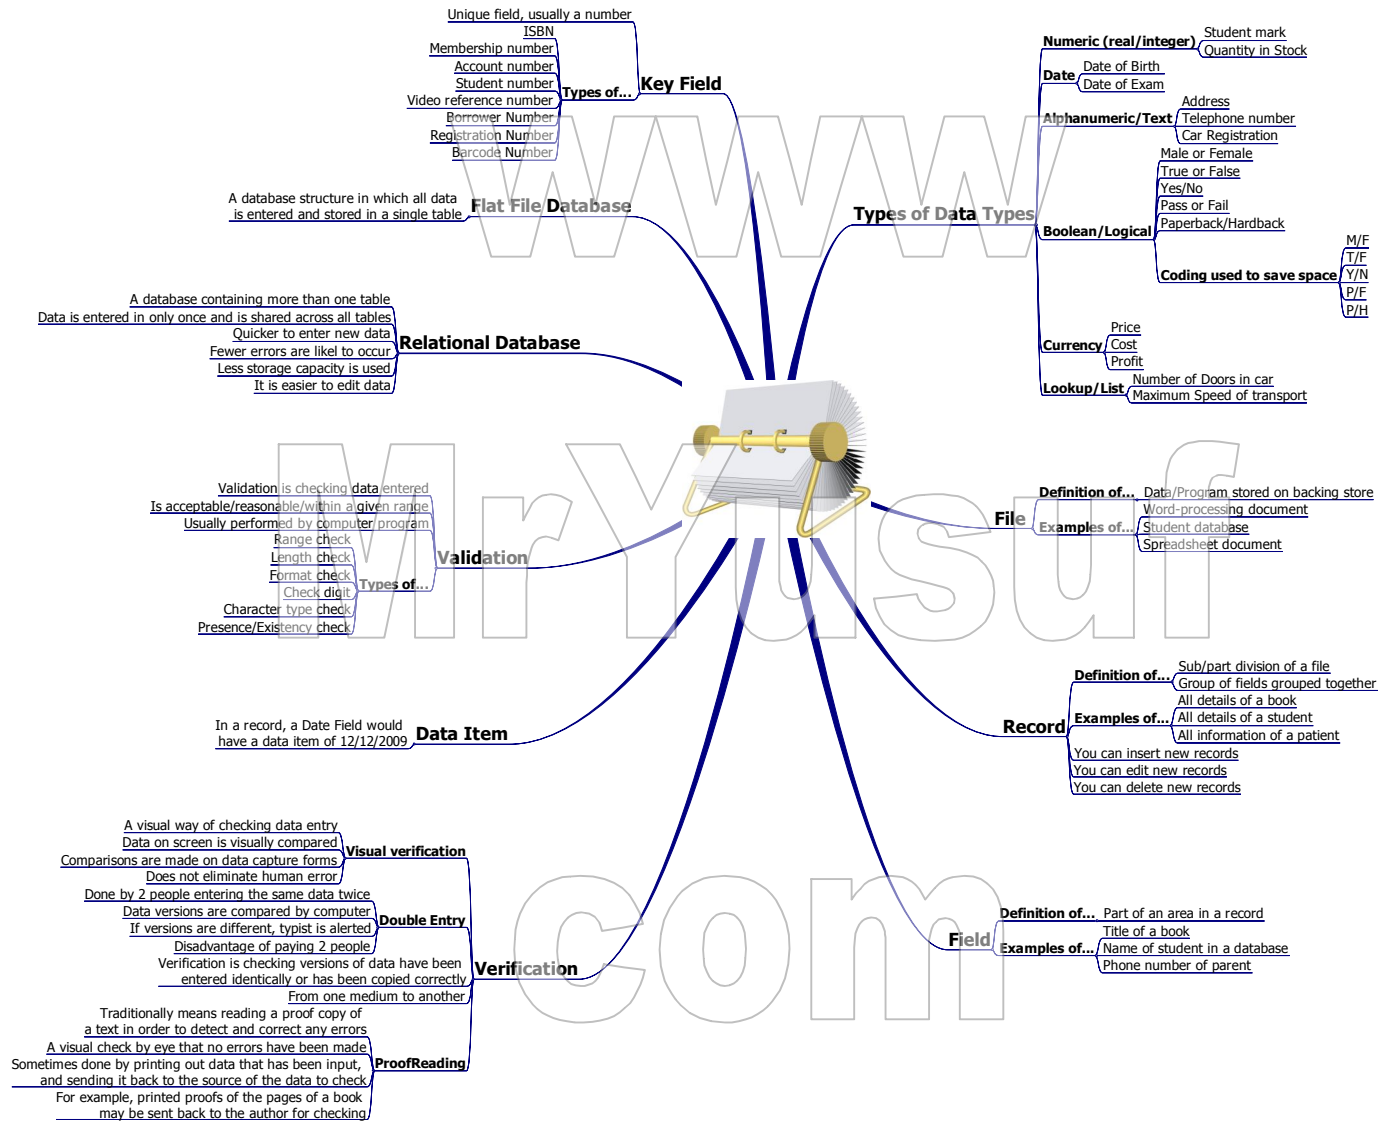 Unique field, usually a number
ISBN
Membership number
Account number
Student number
Video reference number
Borrower Number
Registration Number
Barcode Number
Types of...
Key Field
A database structure in which all data
is entered and stored in a single table
Flat File Database
A database containing more than one table
Data is entered in only once and is shared across all tables
Quicker to enter new data
Fewer errors are likel to occur
Less storage capacity is used
It is easier to edit data
Relational Database
Validation is checking data entered
Is acceptable/reasonable/within a given range
Usually performed by computer program
Range check
Length check
Format check
Check digit
Character type check
Presence/Existency check
Types of...
Validation
In a record, a Date Field would
have a data item of 12/12/2009
Data Item
A visual way of checking data entry
Data on screen is visually compared
Comparisons are made on data capture forms
Does not eliminate human error
Visual verification
Done by 2 people entering the same data twice
Data versions are compared by computer
If versions are different, typist is alerted
Disadvantage of paying 2 people
Double Entry
Verification is checking versions of data have been
entered identically or has been copied correctly
From one medium to another
Verification
Traditionally means reading a proof copy of
a text in order to detect and correct any errors
A visual check by eye that no errors have been made
Sometimes done by printing out data that has been input,
and sending it back to the source of the data to check
For example, printed proofs of the pages of a book
may be sent back to the author for checking
ProofReading
Types of Data Types
Numeric (real/integer)
Student mark
Quantity in Stock
Date
Date of Birth
Date of Exam
Alphanumeric/Text
Address
Telephone number
Car Registration
Boolean/Logical
Male or Female
True or False
Yes/No
Pass or Fail
Paperback/Hardback
Coding used to save space
M/F
T/F
Y/N
P/F
P/H
Currency
Price
Cost
Profit
Lookup/List
Number of Doors in car
Maximum Speed of transport
File
Definition of...
Data/Program stored on backing store
Examples of...
Word-processing document
Student database
Spreadsheet document
Record
Definition of...
Sub/part division of a file
Group of fields grouped together
Examples of...
All details of a book
All details of a student
All information of a patient
You can insert new records
You can edit new records
You can delete new records
Field
Definition of...
Part of an area in a record
Examples of...
Title of a book
Name of student in a database
Phone number of parent
www
MrYusuf
com